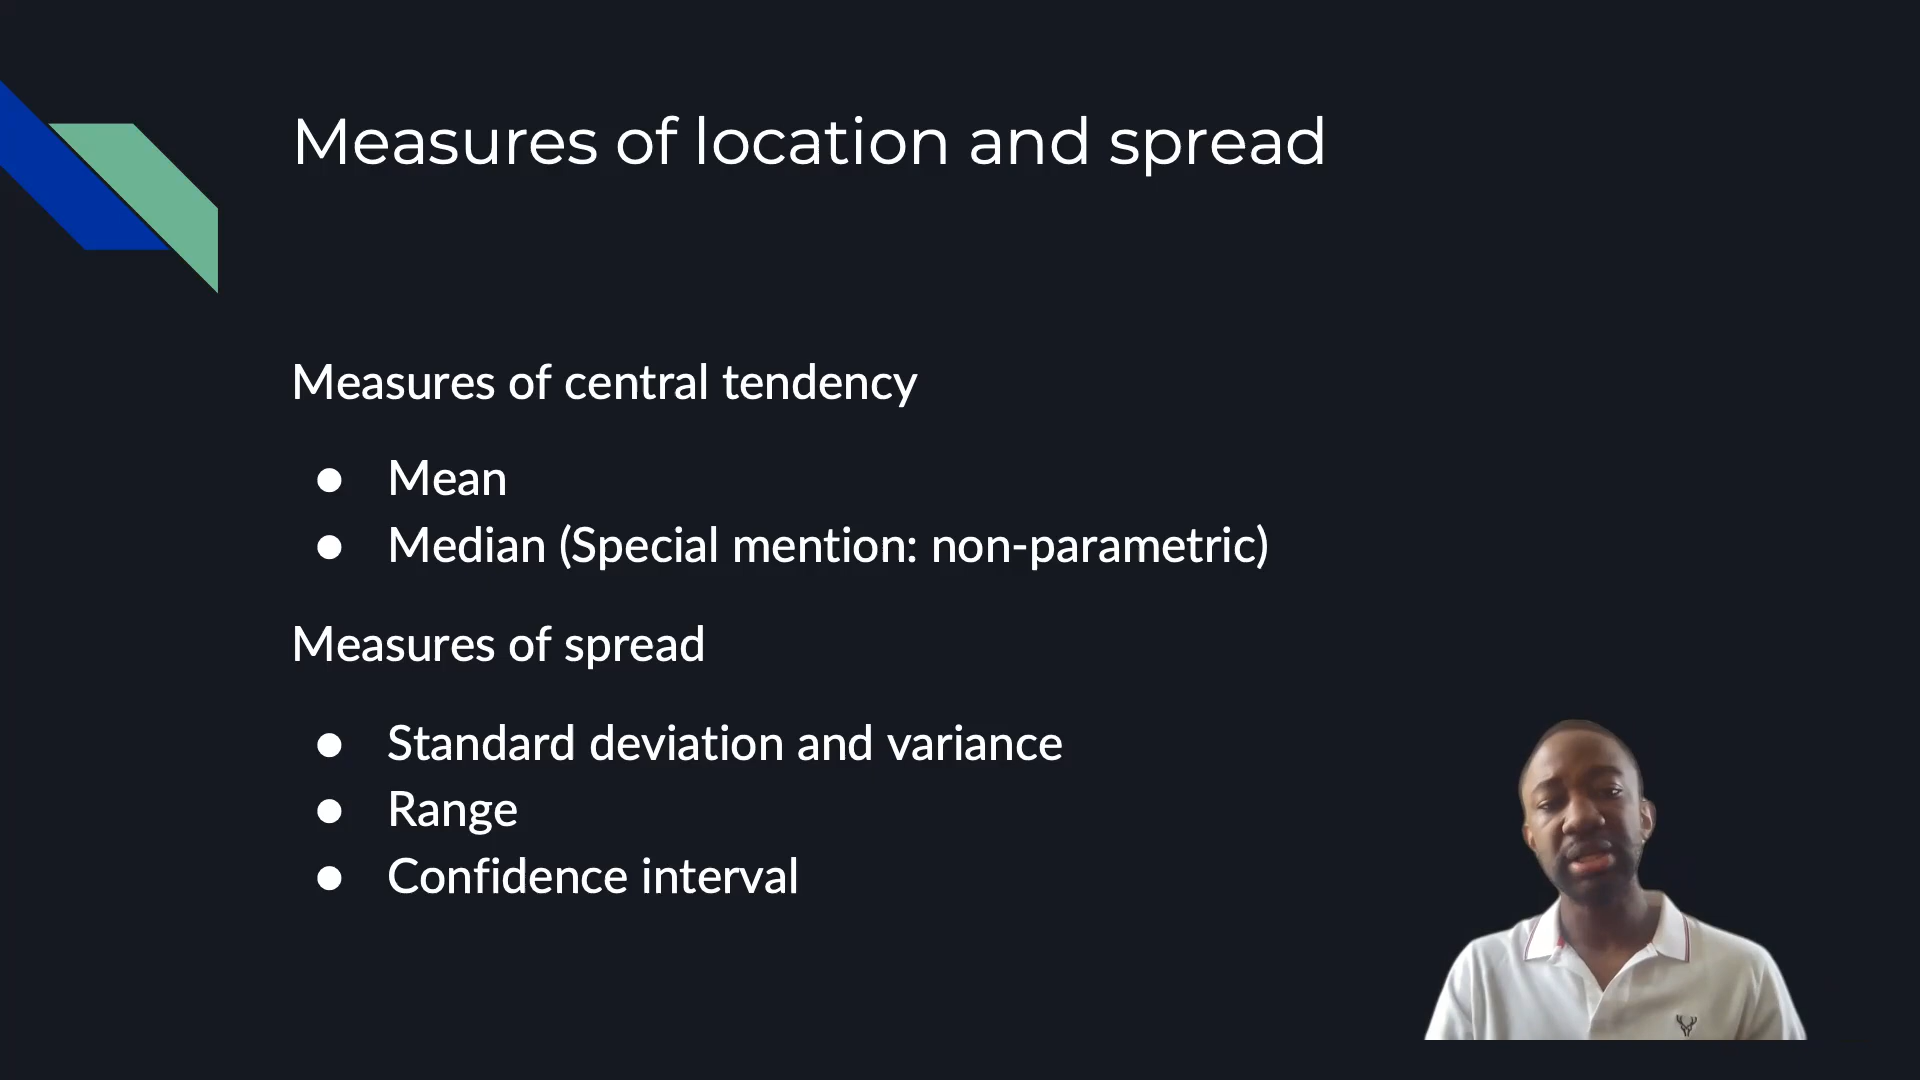 Measures of location and spread
Measures of central tendency
● Mean
● Median (Special mention: non-parametric)
Measures of spread
● Standard deviation and variance
● Range
● Confidence interval